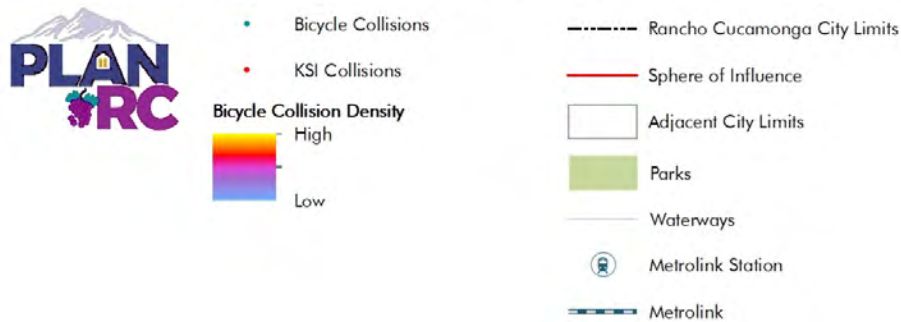 PLAN
RC
Bicycle Collisions
KSI Collisions
Bicycle Collision Density
High
Low
Rancho Cucamonga City Limits
Sphere of Influence
Adjacent City Limits
Parks
Waterways
Metrolink Station
Metrolink